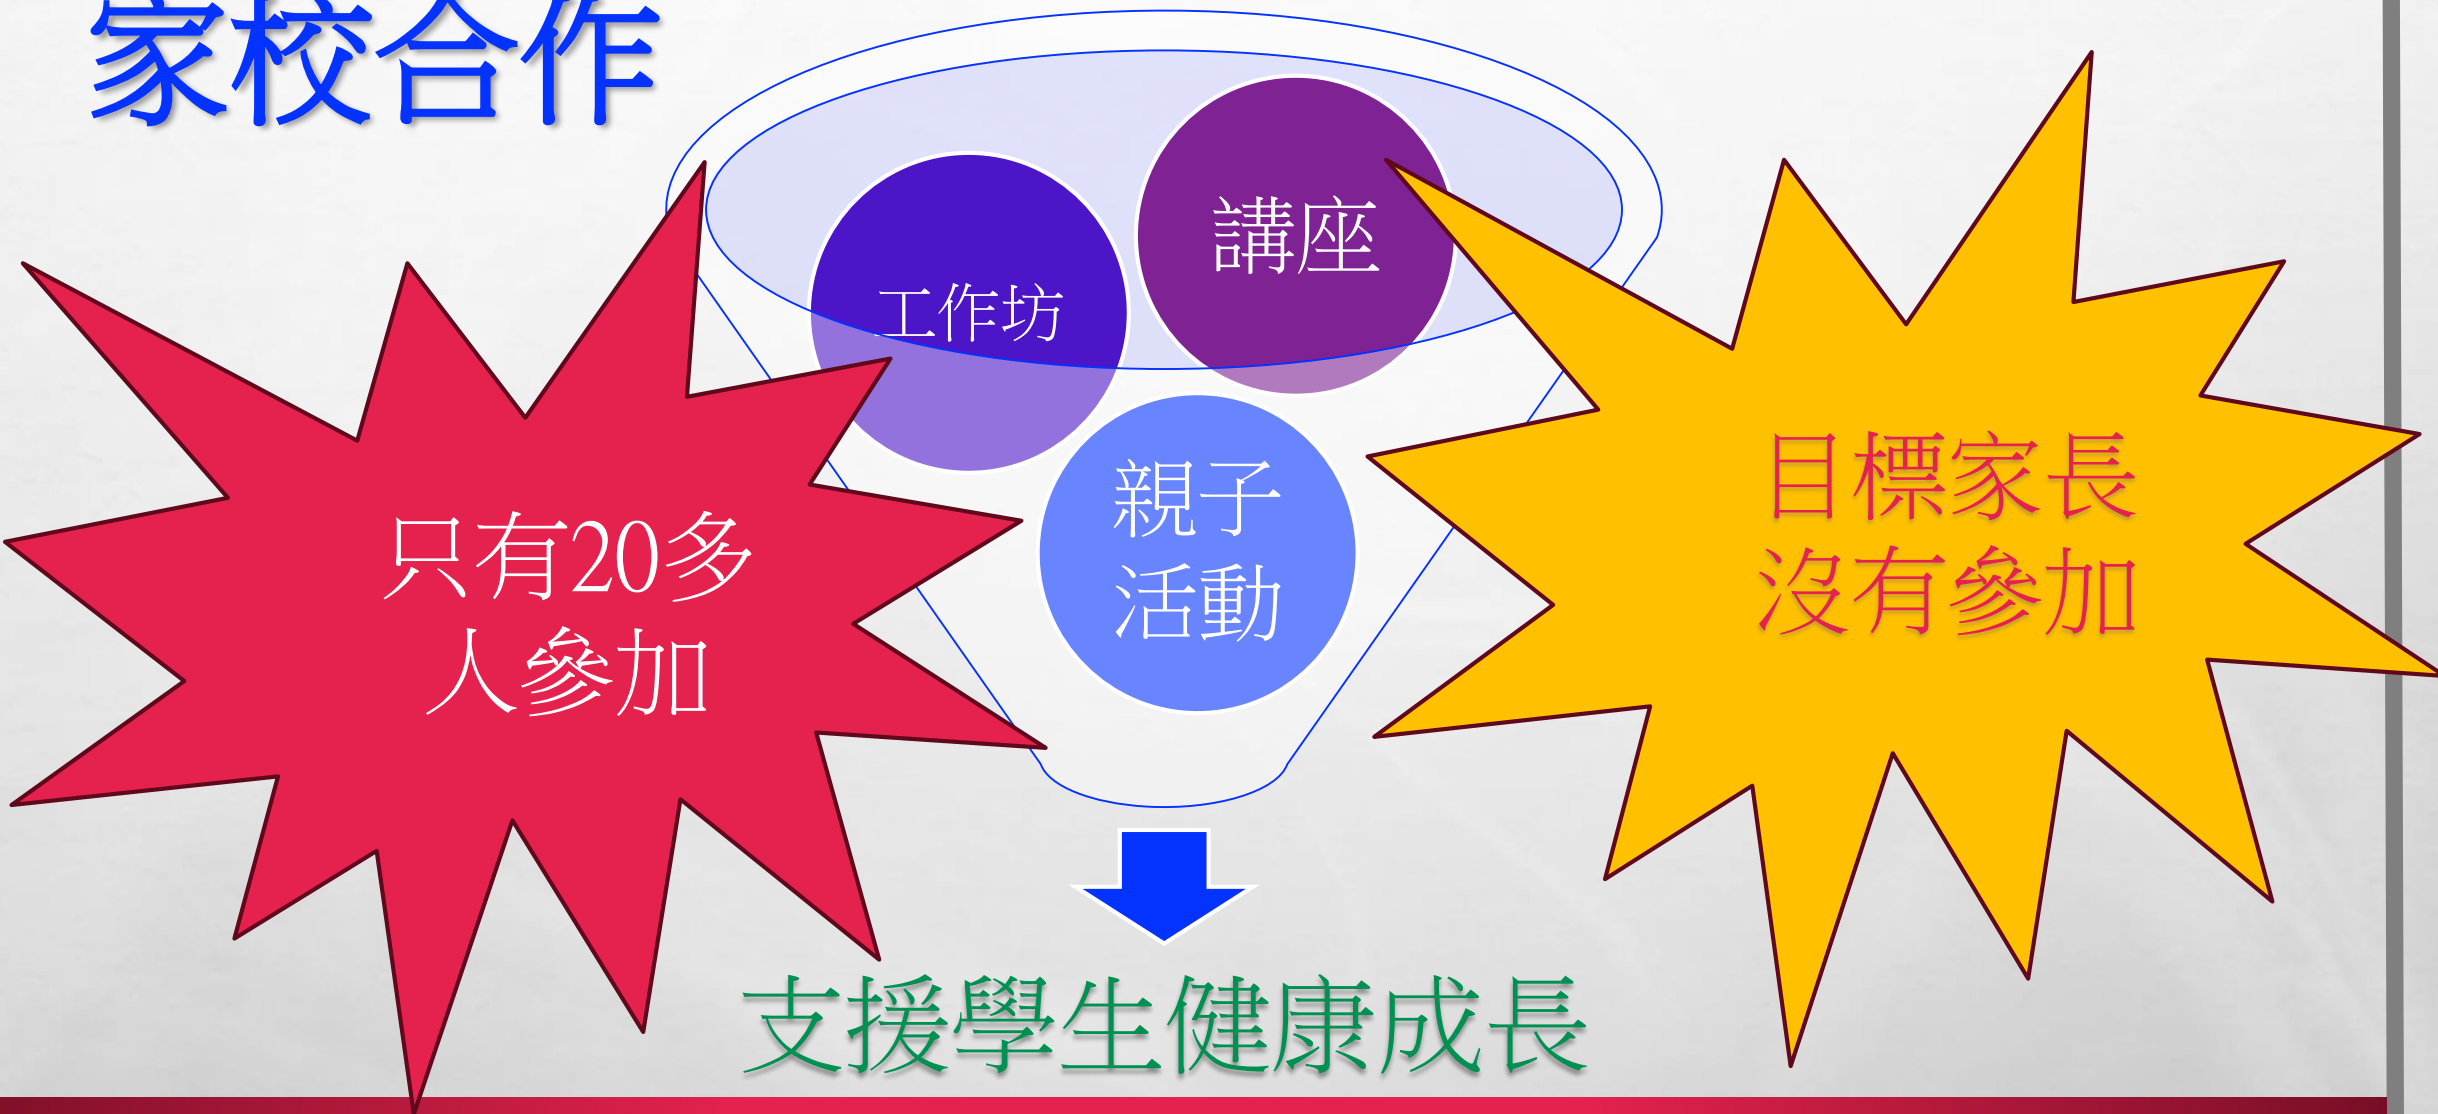 家校合作
講座
工作坊
親子
活動
只有20多
人參加
目標家長
沒有參加
支援學生健康成長